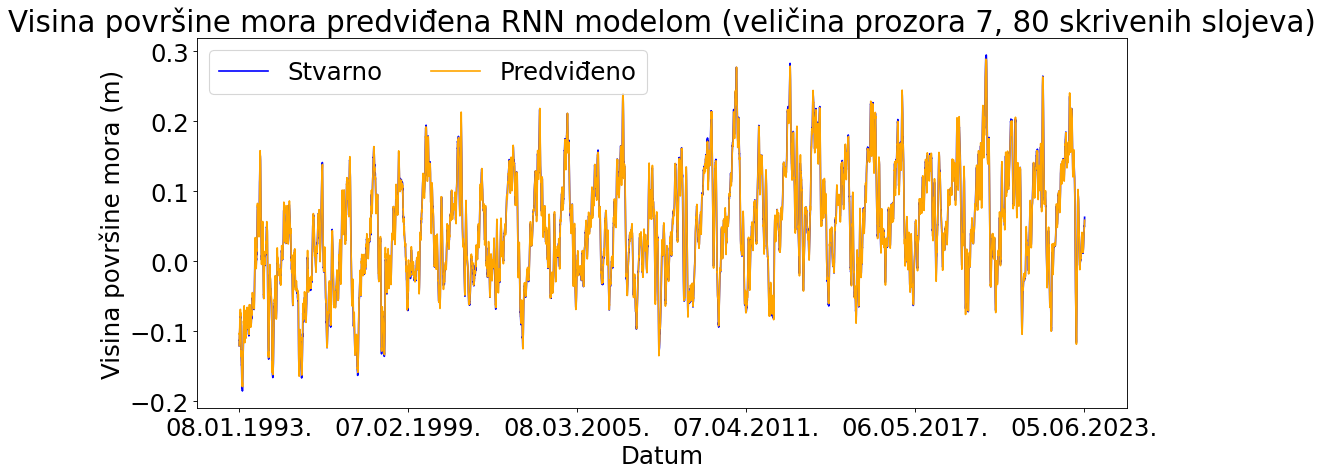 Visina površine mora predviđena RNN modelom (veličina prozora 7, 80 skrivenih slojeva)
Stvarno
Predviđeno
Visina površine mora (m)
0.3
0.2
0.1
0.0
−0.1
−0.2
08.01.1993.
07.02.1999.
08.03.2005.
07.04.2011.
06.05.2017.
05.06.2023.
Datum